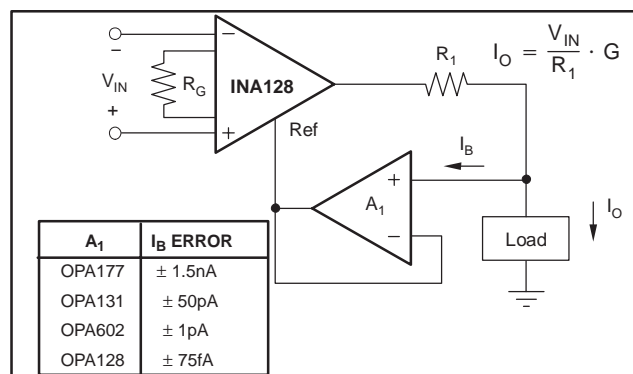 −
V_IN
+
R_G
−
INA128
+
Ref
R_1
I_O = V_IN / R_1 · G
I_B
+
A_1
−
Load
I_O
A_1 I_B ERROR
OPA177 ± 1.5nA
OPA131 ± 50pA
OPA602 ± 1pA
OPA128 ± 75fA